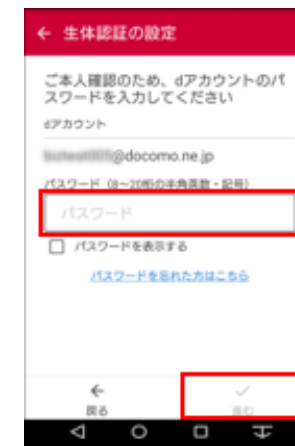 ← 生体認証の設定
ご本人確認のため、dアカウントのパ
スワードを入力してください
dアカウント
@docomo.ne.jp
パスワード（8～20桁の半角英数・記号）
パスワード
パスワードを表示する
パスワードを忘れた方はこちら
戻る
進む